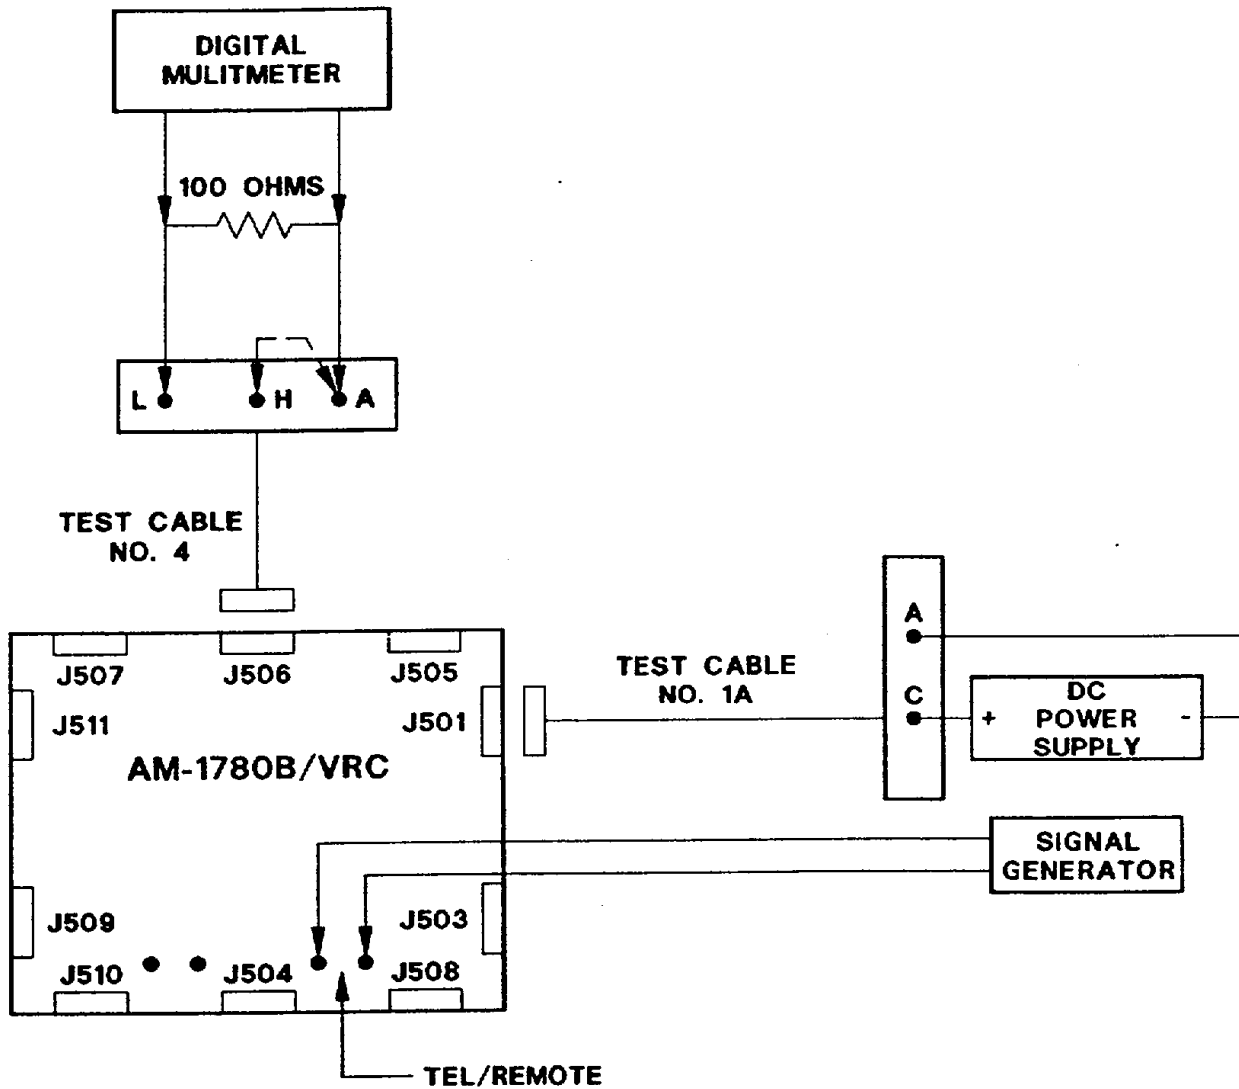 DIGITAL
MULITMETER
100 OHMS
L H A
TEST CABLE
NO. 4
J507 J506 J505
J511 J501
AM-1780B/VRC
TEST CABLE
NO. 1A
A
C
+ DC -
POWER
SUPPLY
SIGNAL
GENERATOR
J509 J503
J510 J504 J508
TEL/REMOTE